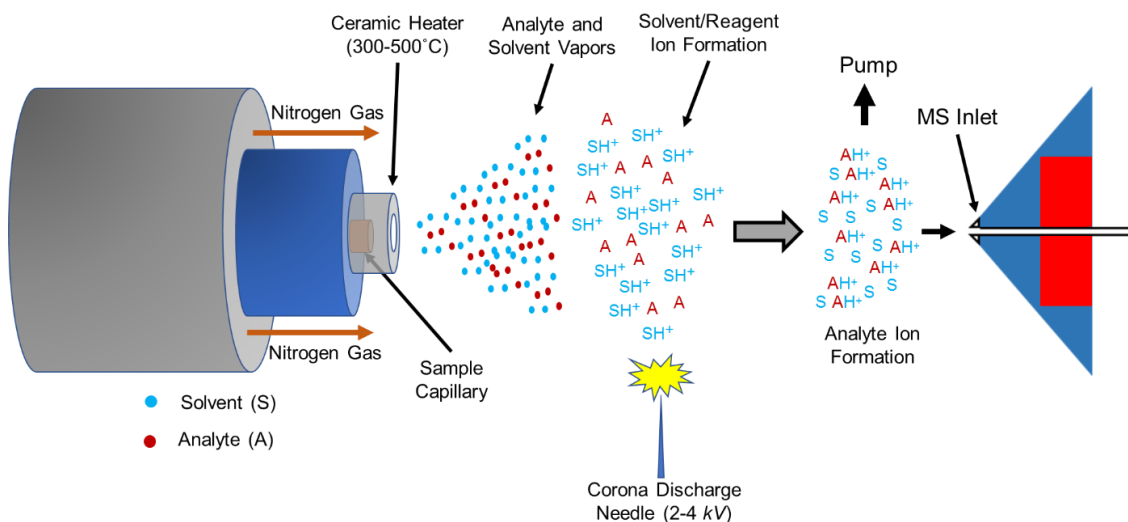 Ceramic Heater
(300-500˚C)
Analyte and
Solvent Vapors
Solvent/Reagent
Ion Formation
Pump
MS Inlet
Nitrogen Gas
A
SH⁺
SH⁺
A
SH⁺
SH⁺
A
A
SH⁺
A
A
SH⁺
SH⁺
SH⁺
SH⁺
SH⁺
SH⁺
A
A
SH⁺
A
A
A
SH⁺
A
SH⁺
SH⁺
SH⁺
SH⁺
SH⁺
A
A
SH⁺
SH⁺
AH⁺
S
S AH⁺
AH⁺
AH⁺
AH⁺
S
S
S
AH⁺
S
S
AH⁺
S
S
AH⁺
S
S AH⁺
Nitrogen Gas
Sample
Capillary
Analyte Ion
Formation
Solvent (S)
Analyte (A)
Corona Discharge
Needle (2-4 kV)